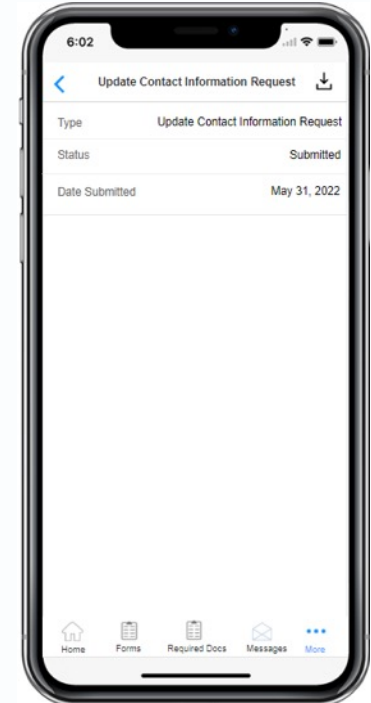 6:02
Update Contact Information Request
Type Update Contact Information Request
Status Submitted
Date Submitted May 31, 2022
Home Forms Required Docs Messages More